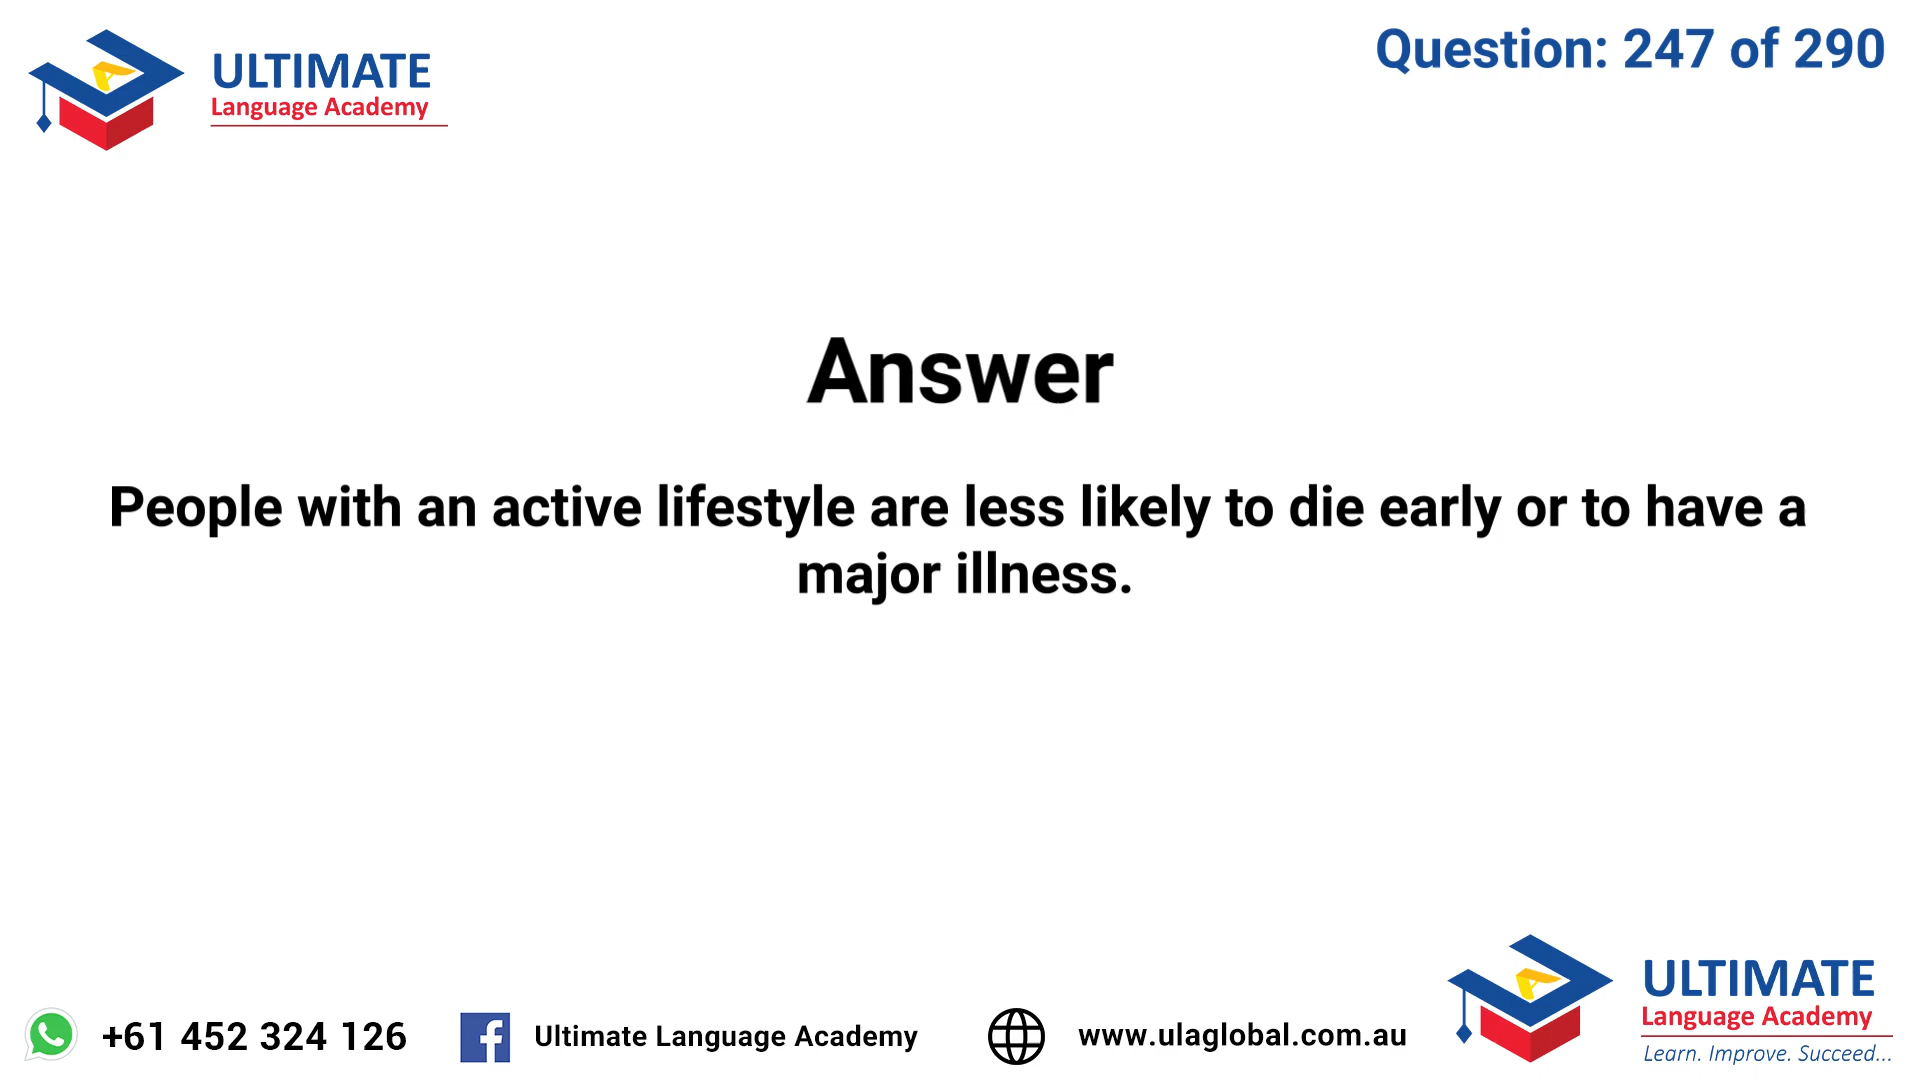 ULTIMATE
Language Academy
Question: 247 of 290
Answer
People with an active lifestyle are less likely to die early or to have a
major illness.
+61 452 324 126
Ultimate Language Academy
www.ulaglobal.com.au
ULTIMATE
Language Academy
Learn. Improve. Succeed...